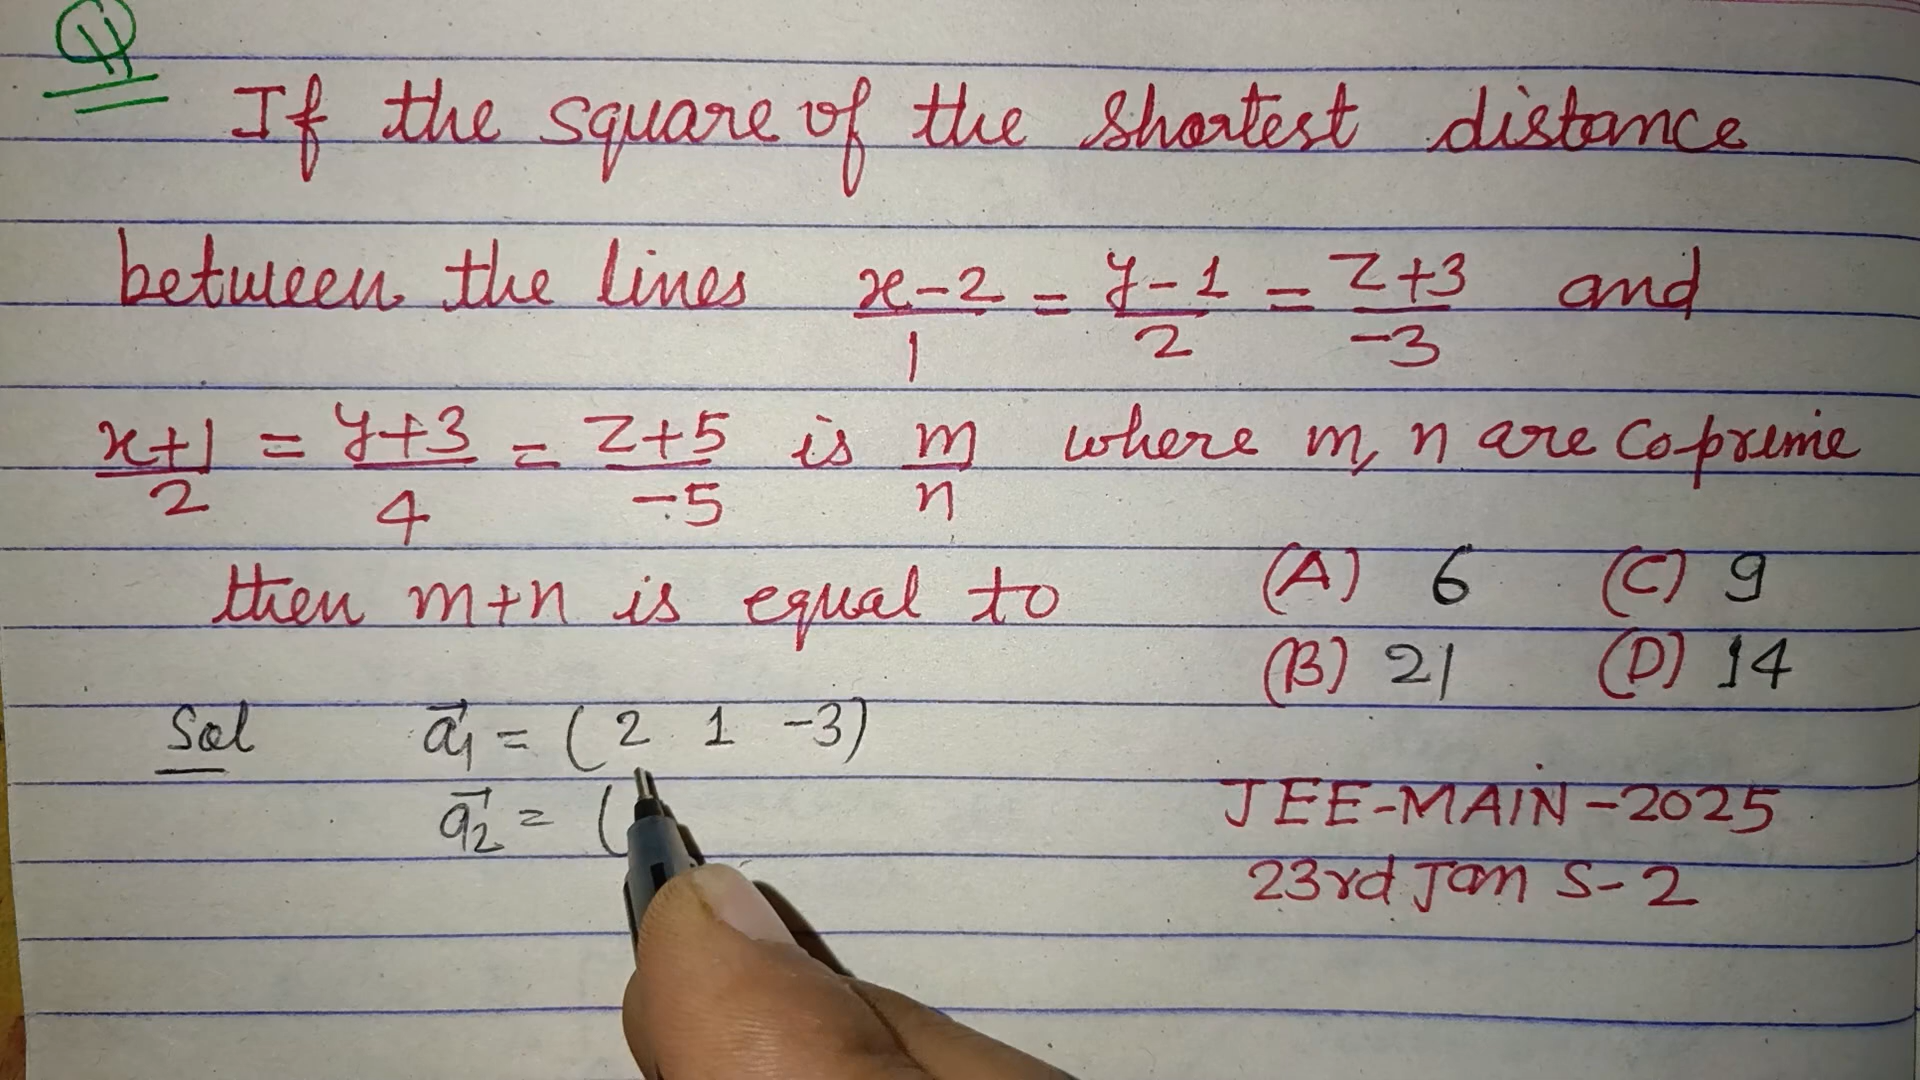 Q
If the square of the shortest distance
between the lines x-2/1 = y-1/2 = z+3/-3 and
x+1/2 = y+3/4 = z+5/-5 is m/n where m, n are Coprime
then m+n is equal to
(A) 6 (C) 9
(B) 21 (D) 14
Sol a⃗1 = (2 1 -3)
a⃗2 = (
JEE-MAIN-2025
23rd Jan S-2